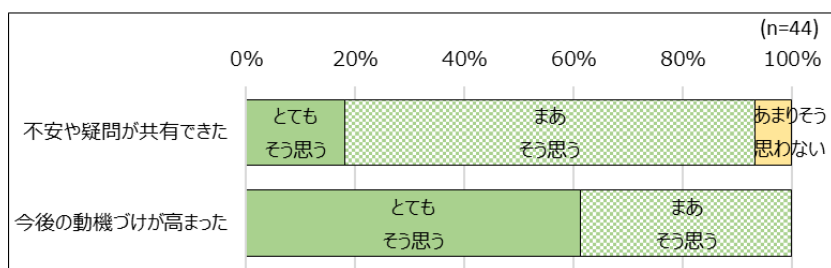 (n=44)
0% 20% 40% 60% 80% 100%
不安や疑問が共有できた
とても
そう思う
まあ
そう思う
あまりそう
思わない
今後の動機づけが高まった
とても
そう思う
まあ
そう思う